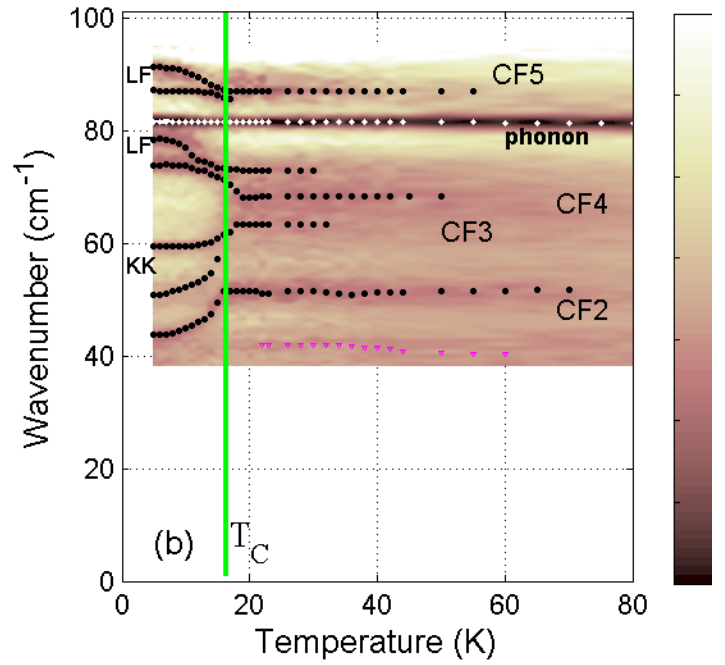 100
80
60
40
20
0
Wavenumber (cm⁻¹)
LF
LF
KK
CF5
phonon
CF4
CF3
CF2
(b)
T_C
0 20 40 60 80
Temperature (K)